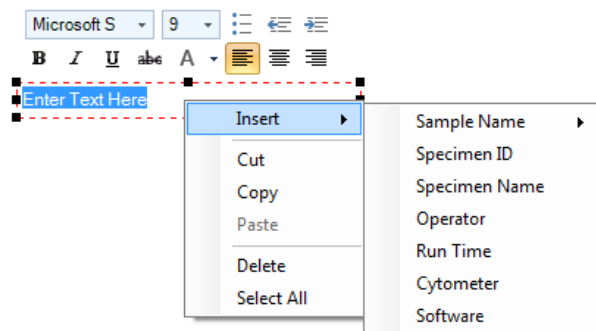 Microsoft S 9
B I U abc A
Enter Text Here
Insert
Cut
Copy
Paste
Delete
Select All
Sample Name
Specimen ID
Specimen Name
Operator
Run Time
Cytometer
Software